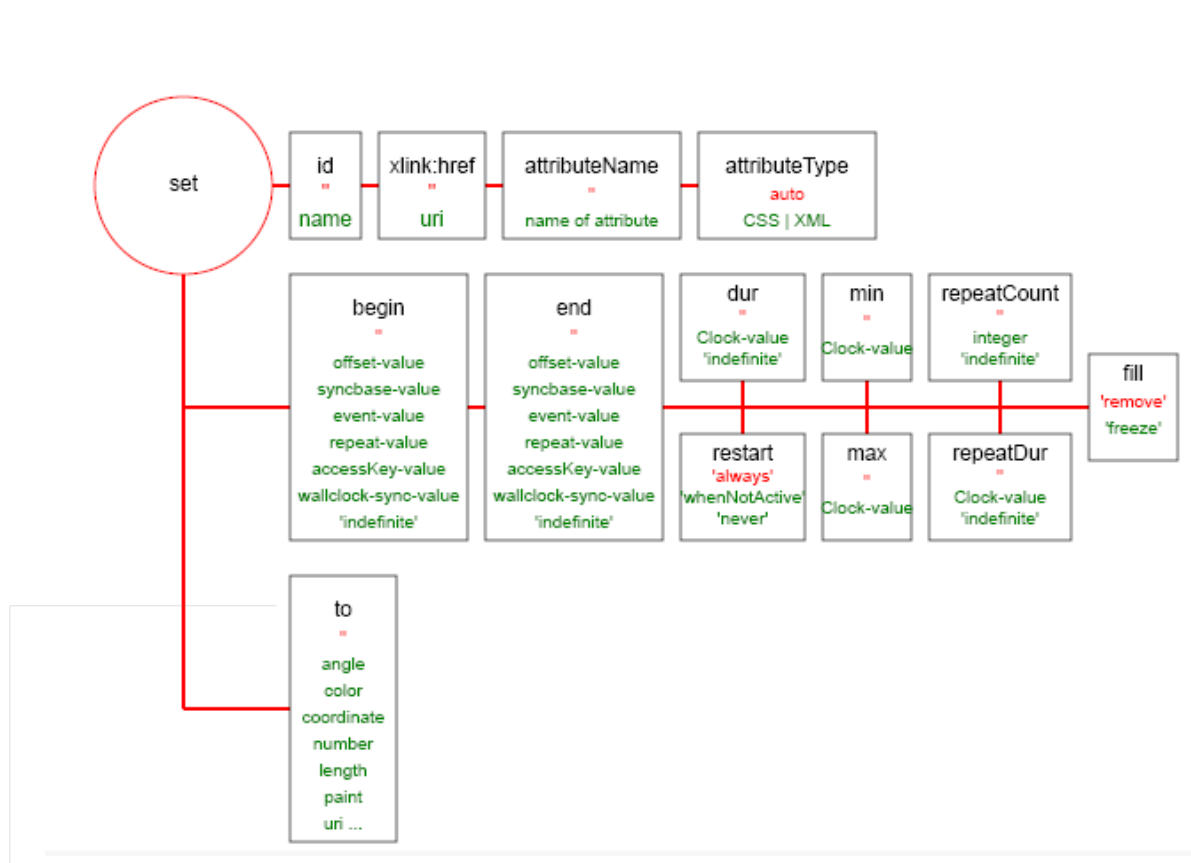 set
id
"
name
xlink:href
"
uri
attributeName
"
name of attribute
attributeType
auto
CSS | XML
begin
"
offset-value
syncbase-value
event-value
repeat-value
accessKey-value
wallclock-sync-value
'indefinite'
end
"
offset-value
syncbase-value
event-value
repeat-value
accessKey-value
wallclock-sync-value
'indefinite'
dur
"
Clock-value
'indefinite'
min
"
Clock-value
repeatCount
"
integer
'indefinite'
restart
'always'
'whenNotActive'
'never'
max
"
Clock-value
repeatDur
"
Clock-value
'indefinite'
fill
'remove'
'freeze'
to
"
angle
color
coordinate
number
length
paint
uri ...